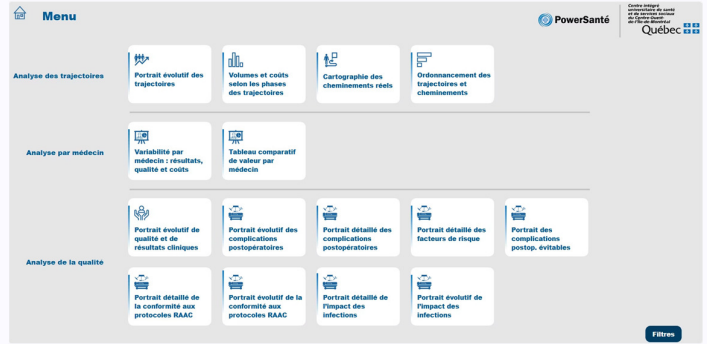 Menu
PowerSanté
Centre intégré
universitaire de santé
et de services sociaux
du Centre-Ouest-
de-l'Île-de-Montréal
Québec
Analyse des trajectoires
Portrait évolutif des
trajectoires
Volumes et coûts
selon les phases
des trajectoires
Cartographie des
cheminements réels
Ordonnancement des
trajectoires et
cheminements
Analyse par médecin
Variabilité par
médecin : résultats,
qualité et coûts
Tableau comparatif
de valeur par
médecin
Analyse de la qualité
Portrait évolutif de
qualité et de
résultats cliniques
Portrait évolutif des
complications
postopératoires
Portrait détaillé des
complications
postopératoires
Portrait détaillé des
facteurs de risque
Portrait des
complications
postop. évitables
Portrait détaillé de
la conformité aux
protocoles RAAC
Portrait évolutif de la
conformité aux
protocoles RAAC
Portrait détaillé de
l'impact des
infections
Portrait évolutif de
l'impact des
infections
Filtres